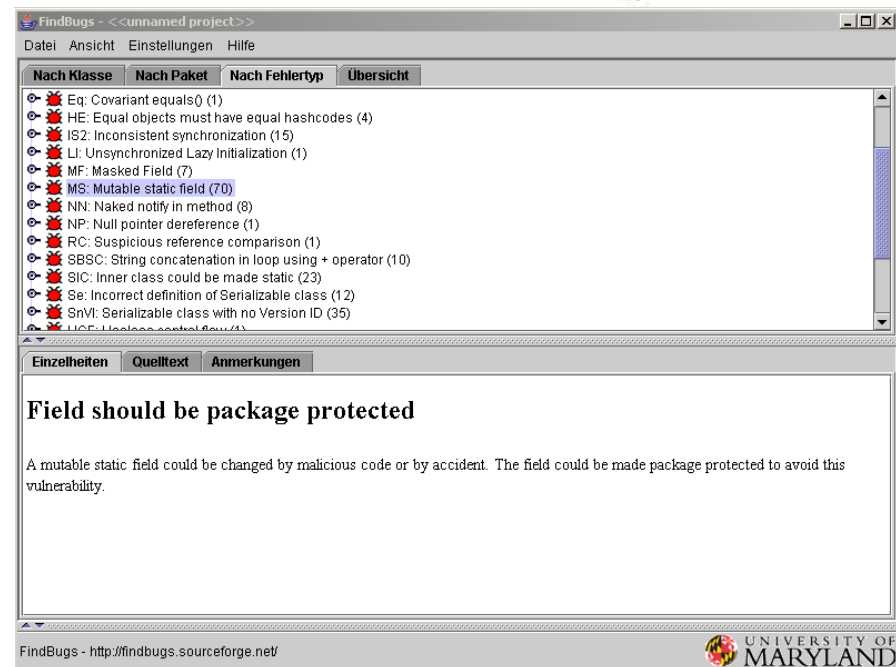 FindBugs - <<unnamed project>>
Datei Ansicht Einstellungen Hilfe
Nach Klasse Nach Paket Nach Fehlertyp Übersicht
Eq: Covariant equals() (1)
HE: Equal objects must have equal hashcodes (4)
IS2: Inconsistent synchronization (15)
LI: Unsynchronized Lazy Initialization (1)
MF: Masked Field (7)
MS: Mutable static field (70)
NN: Naked notify in method (8)
NP: Null pointer dereference (1)
RC: Suspicious reference comparison (1)
SBSC: String concatenation in loop using + operator (10)
SIC: Inner class could be made static (23)
Se: Incorrect definition of Serializable class (12)
SnVI: Serializable class with no Version ID (35)
UCF: Useless control flow (1)
Einzelheiten Quelltext Anmerkungen
Field should be package protected
A mutable static field could be changed by malicious code or by accident. The field could be made package protected to avoid this
vulnerability.
FindBugs - http://findbugs.sourceforge.net/
UNIVERSITY OF
MARYLAND